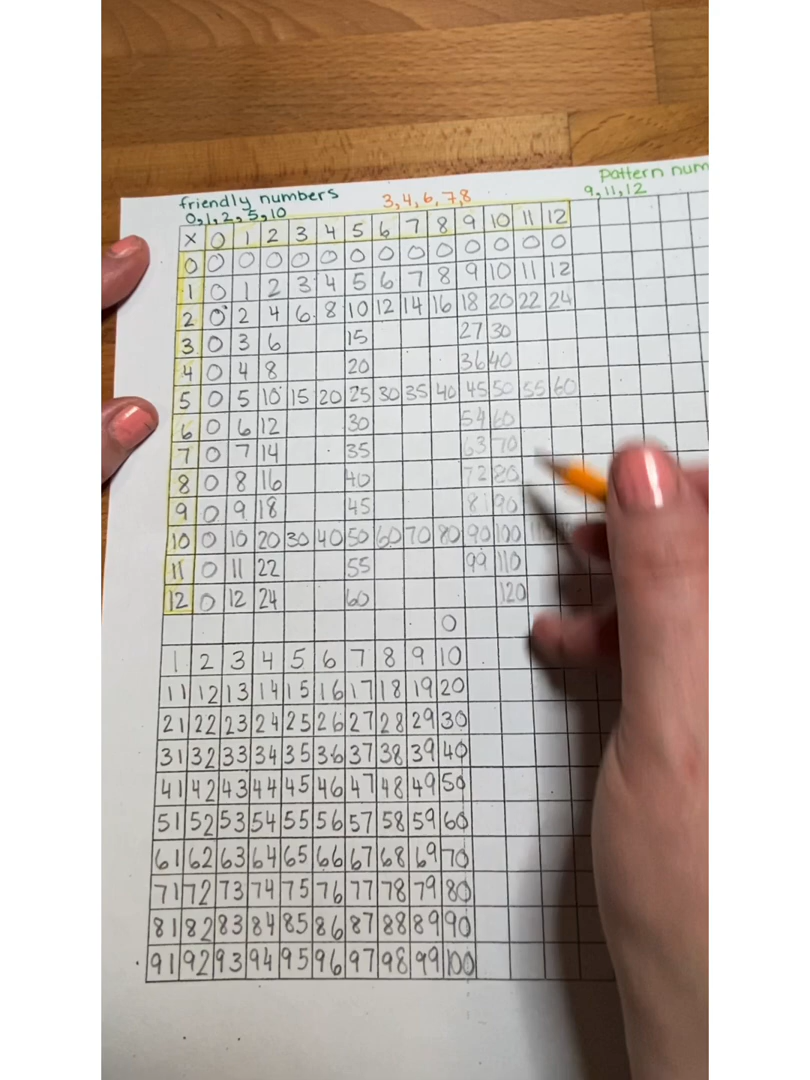 friendly numbers
0, 1, 2, 5, 10
3, 4, 6, 7, 8
pattern num
9, 11, 12
X 0 1 2 3 4 5 6 7 8 9 10 11 12
0 0 0 0 0 0 0 0 0 0 0 0 0 0
1 0 1 2 3 4 5 6 7 8 9 10 11 12
2 0 2 4 6 8 10 12 14 16 18 20 22 24
3 0 3 6 15 27 30
4 0 4 8 20 36 40
5 0 5 10 15 20 25 30 35 40 45 50 55 60
6 0 6 12 30 54 60
7 0 7 14 35 63 70
8 0 8 16 40 72 80
9 0 9 18 45 81 90
10 0 10 20 30 40 50 60 70 80 90 100 110
11 0 11 22 55 99 110
12 0 12 24 60 120
0
1 2 3 4 5 6 7 8 9 10
11 12 13 14 15 16 17 18 19 20
21 22 23 24 25 26 27 28 29 30
31 32 33 34 35 36 37 38 39 40
41 42 43 44 45 46 47 48 49 50
51 52 53 54 55 56 57 58 59 60
61 62 63 64 65 66 67 68 69 70
71 72 73 74 75 76 77 78 79 80
81 82 83 84 85 86 87 88 89 90
91 92 93 94 95 96 97 98 99 100